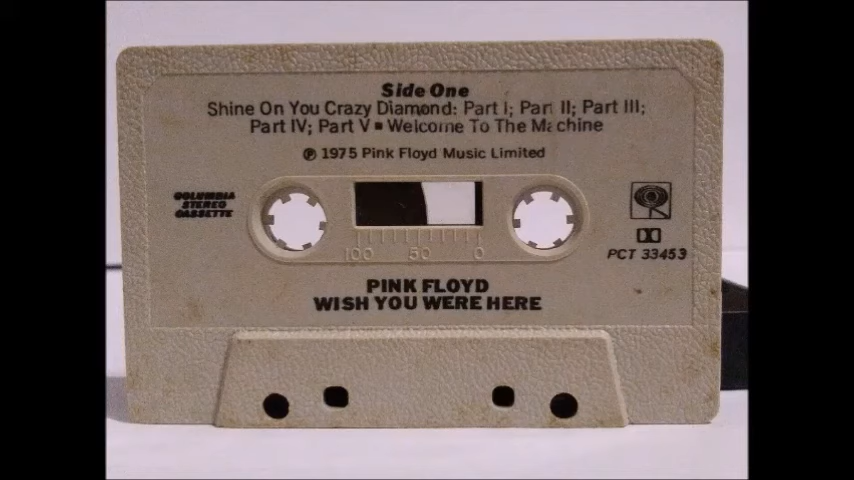 Side One
Shine On You Crazy Diamond: Part I; Part II; Part III;
Part IV; Part V ■ Welcome To The Machine
℗ 1975 Pink Floyd Music Limited
COLUMBIA
STEREO
CASSETTE
PCT 33453
100 50 0
PINK FLOYD
WISH YOU WERE HERE